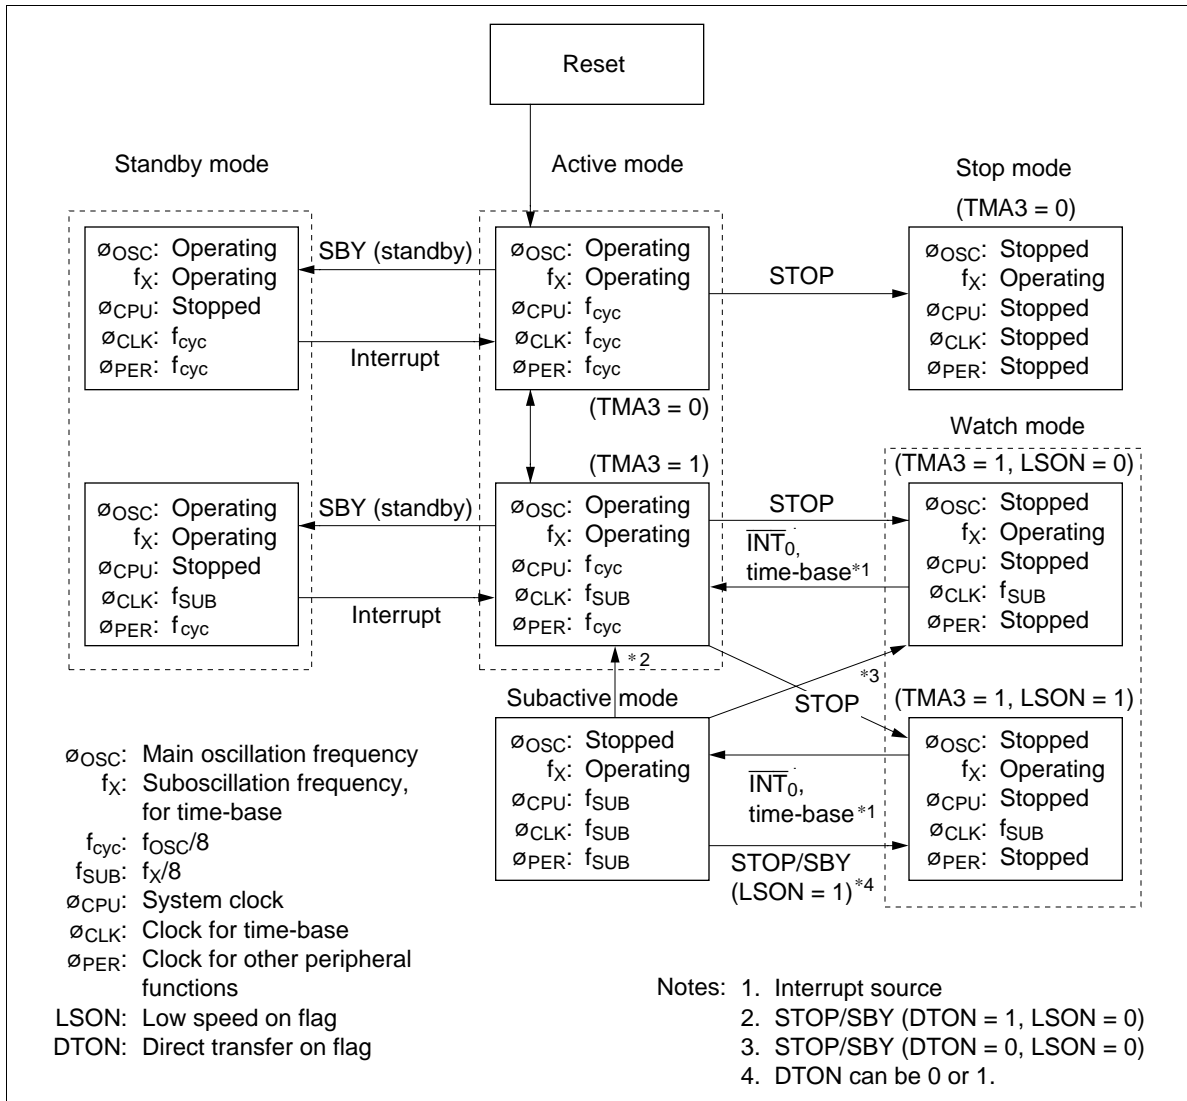 Reset
Standby mode
Active mode
Stop mode
(TMA3 = 0)
øOSC: Operating
fX: Operating
øCPU: Stopped
øCLK: fcyc
øPER: fcyc
SBY (standby)
Interrupt
øOSC: Operating
fX: Operating
øCPU: fcyc
øCLK: fcyc
øPER: fcyc
(TMA3 = 0)
STOP
øOSC: Stopped
fX: Operating
øCPU: Stopped
øCLK: Stopped
øPER: Stopped
Watch mode
(TMA3 = 1)
(TMA3 = 1, LSON = 0)
øOSC: Operating
fX: Operating
øCPU: Stopped
øCLK: fSUB
øPER: fcyc
SBY (standby)
Interrupt
øOSC: Operating
fX: Operating
øCPU: fcyc
øCLK: fSUB
øPER: fcyc
STOP
INT0,
time-base*1
øOSC: Stopped
fX: Operating
øCPU: Stopped
øCLK: fSUB
øPER: Stopped
*2
*3
Subactive mode
STOP
(TMA3 = 1, LSON = 1)
øOSC: Stopped
fX: Operating
øCPU: fSUB
øCLK: fSUB
øPER: fSUB
INT0,
time-base*1
STOP/SBY
(LSON = 1)*4
øOSC: Stopped
fX: Operating
øCPU: Stopped
øCLK: fSUB
øPER: Stopped
øOSC: Main oscillation frequency
fX: Suboscillation frequency,
for time-base
fcyc: fOSC/8
fSUB: fX/8
øCPU: System clock
øCLK: Clock for time-base
øPER: Clock for other peripheral
functions
LSON: Low speed on flag
DTON: Direct transfer on flag
Notes: 1. Interrupt source
2. STOP/SBY (DTON = 1, LSON = 0)
3. STOP/SBY (DTON = 0, LSON = 0)
4. DTON can be 0 or 1.